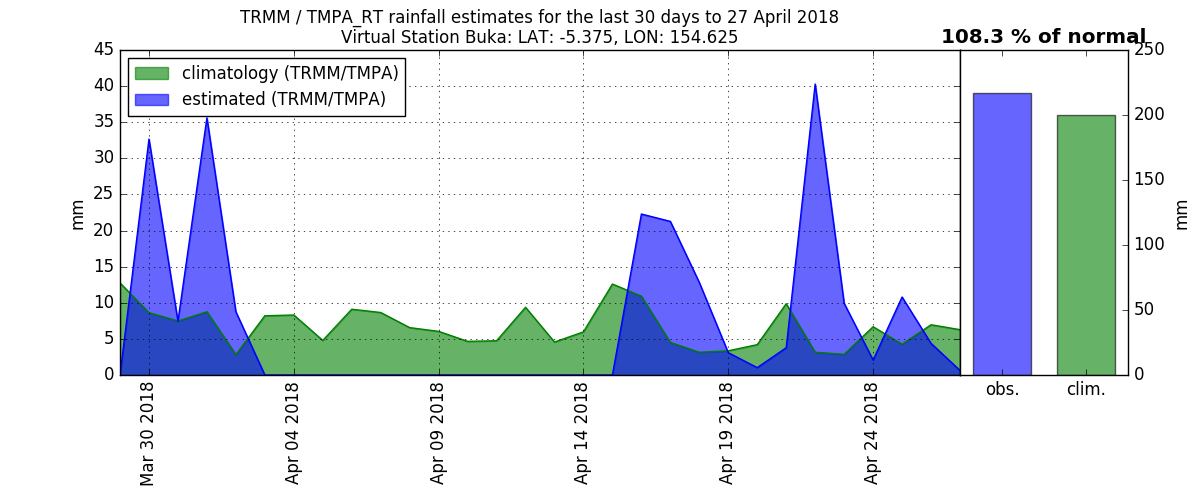 TRMM / TMPA_RT rainfall estimates for the last 30 days to 27 April 2018
Virtual Station Buka: LAT: -5.375, LON: 154.625
108.3 % of normal
climatology (TRMM/TMPA)
estimated (TRMM/TMPA)
45
40
35
30
25
20
15
10
5
0
mm
Mar 30 2018
Apr 04 2018
Apr 09 2018
Apr 14 2018
Apr 19 2018
Apr 24 2018
obs.
clim.
250
200
150
100
50
0
mm